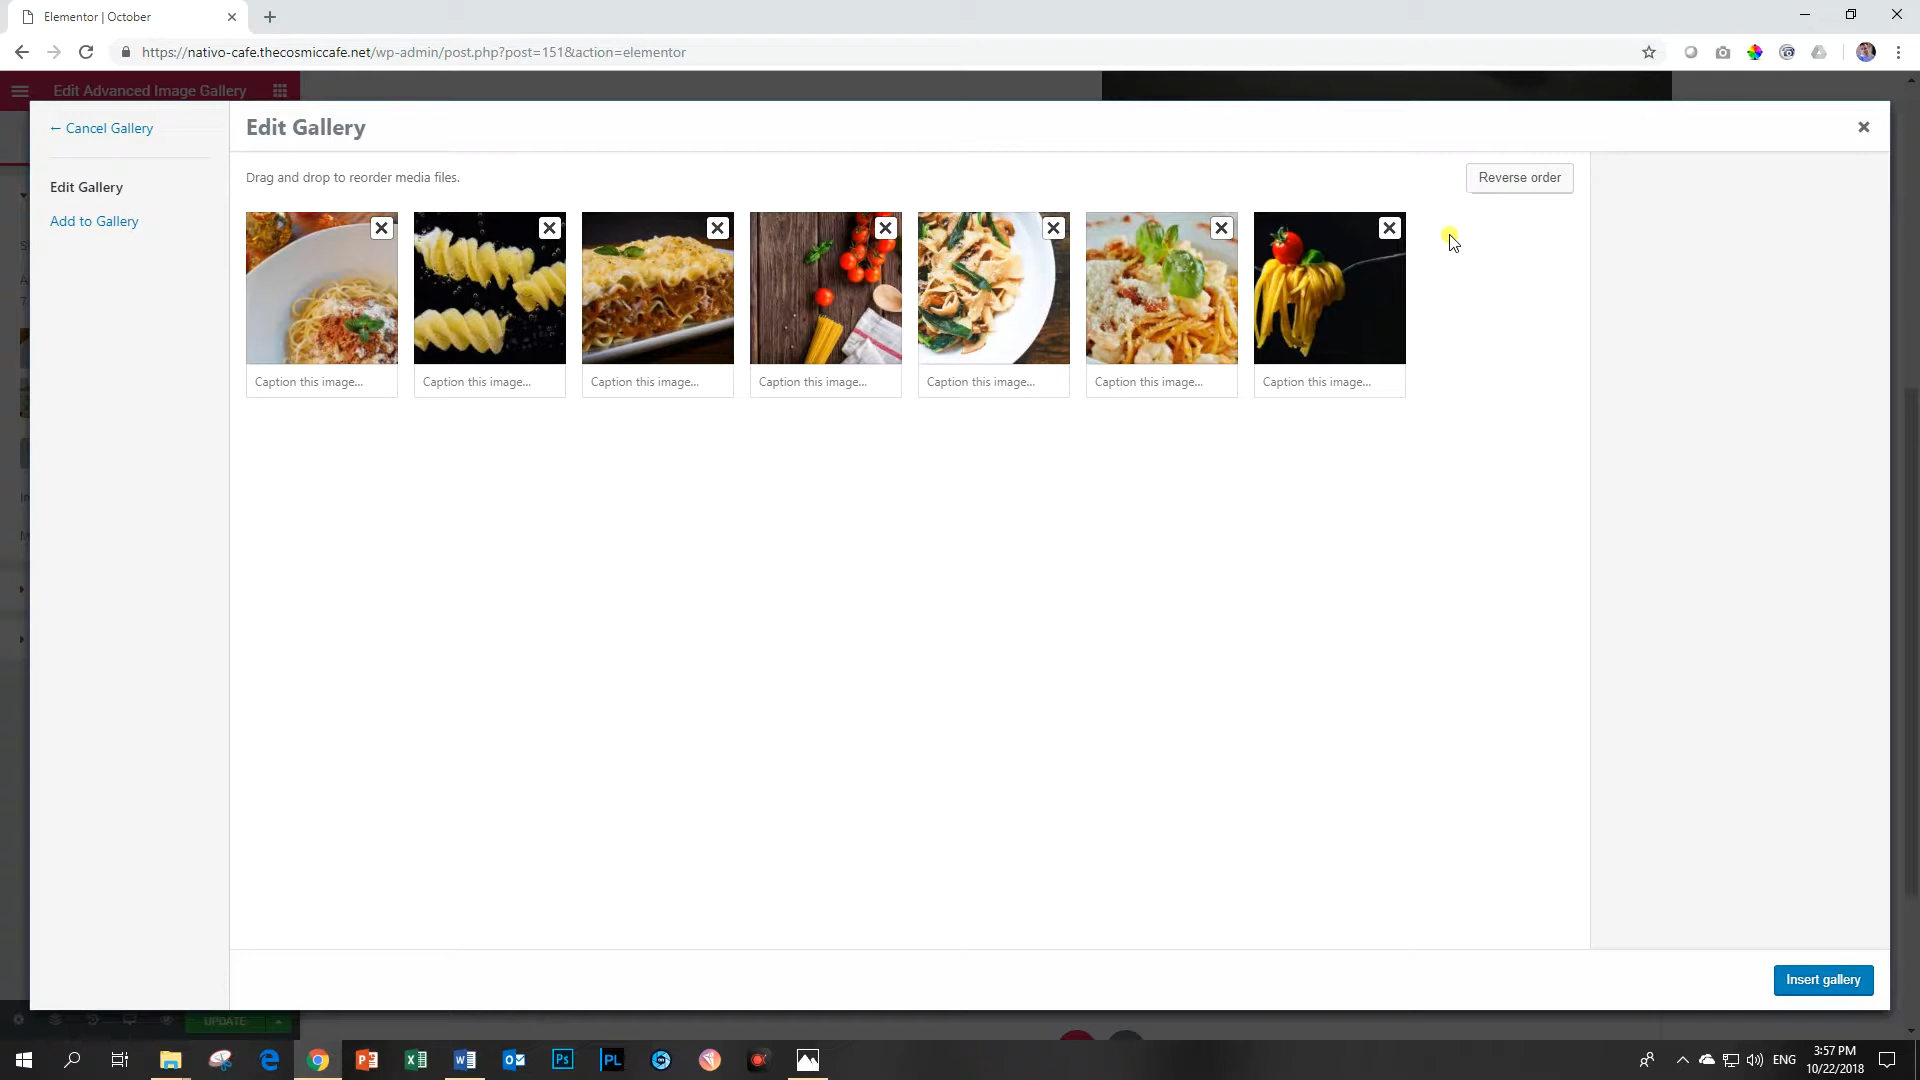 Elementor | October
https://nativo-cafe.thecosmiccafe.net/wp-admin/post.php?post=151&action=elementor
Edit Advanced Image Gallery
← Cancel Gallery
Edit Gallery
Edit Gallery
Add to Gallery
Drag and drop to reorder media files.
Reverse order
Caption this image...
Caption this image...
Caption this image...
Caption this image...
Caption this image...
Caption this image...
Caption this image...
Insert gallery
UPDATE
ENG
3:57 PM
10/22/2018